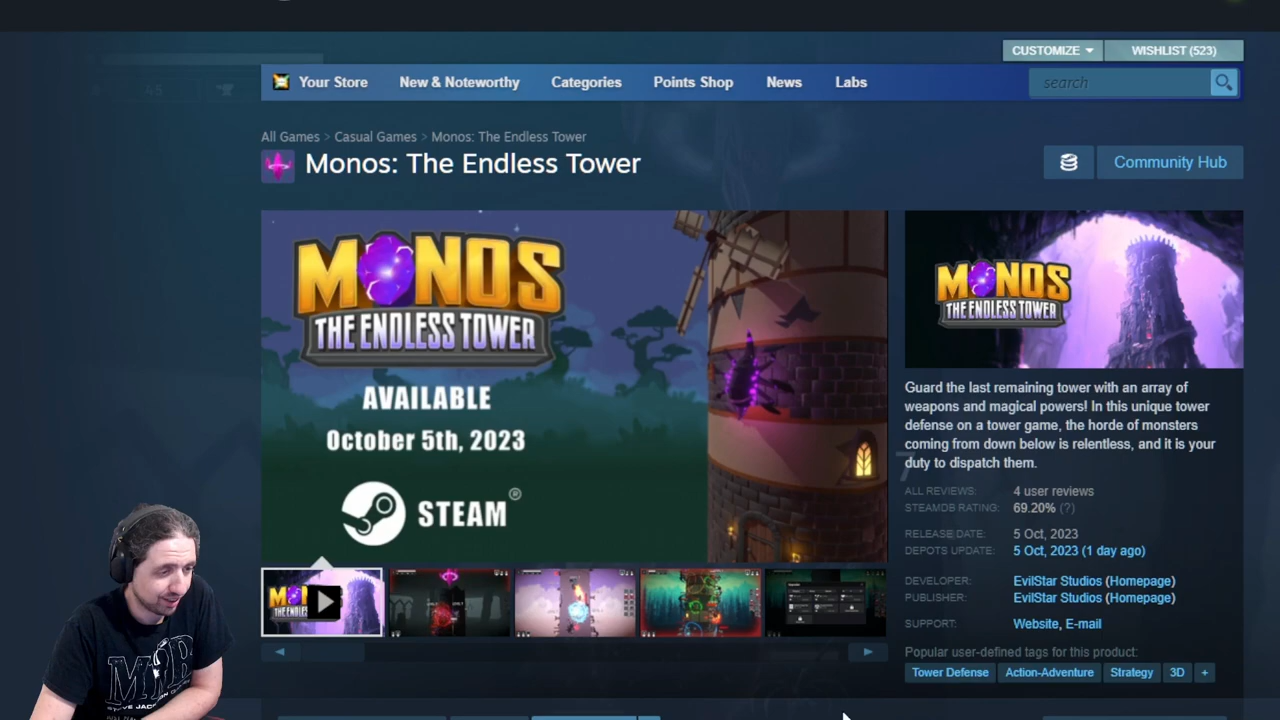 CUSTOMIZE
WISHLIST (523)
Your Store
New & Noteworthy
Categories
Points Shop
News
Labs
search
All Games > Casual Games > Monos: The Endless Tower
Monos: The Endless Tower
Community Hub
MONOS
THE ENDLESS TOWER
AVAILABLE
October 5th, 2023
STEAM®
MONOS
THE ENDLESS TOWER
Guard the last remaining tower with an array of
weapons and magical powers! In this unique tower
defense on a tower game, the horde of monsters
coming from down below is relentless, and it is your
duty to dispatch them.
ALL REVIEWS: 4 user reviews
STEAMDB RATING: 69.20% (?)
RELEASE DATE: 5 Oct, 2023
DEPOTS UPDATE: 5 Oct, 2023 (1 day ago)
DEVELOPER: EvilStar Studios (Homepage)
PUBLISHER: EvilStar Studios (Homepage)
SUPPORT: Website, E-mail
Popular user-defined tags for this product:
Tower Defense
Action-Adventure
Strategy
3D
+